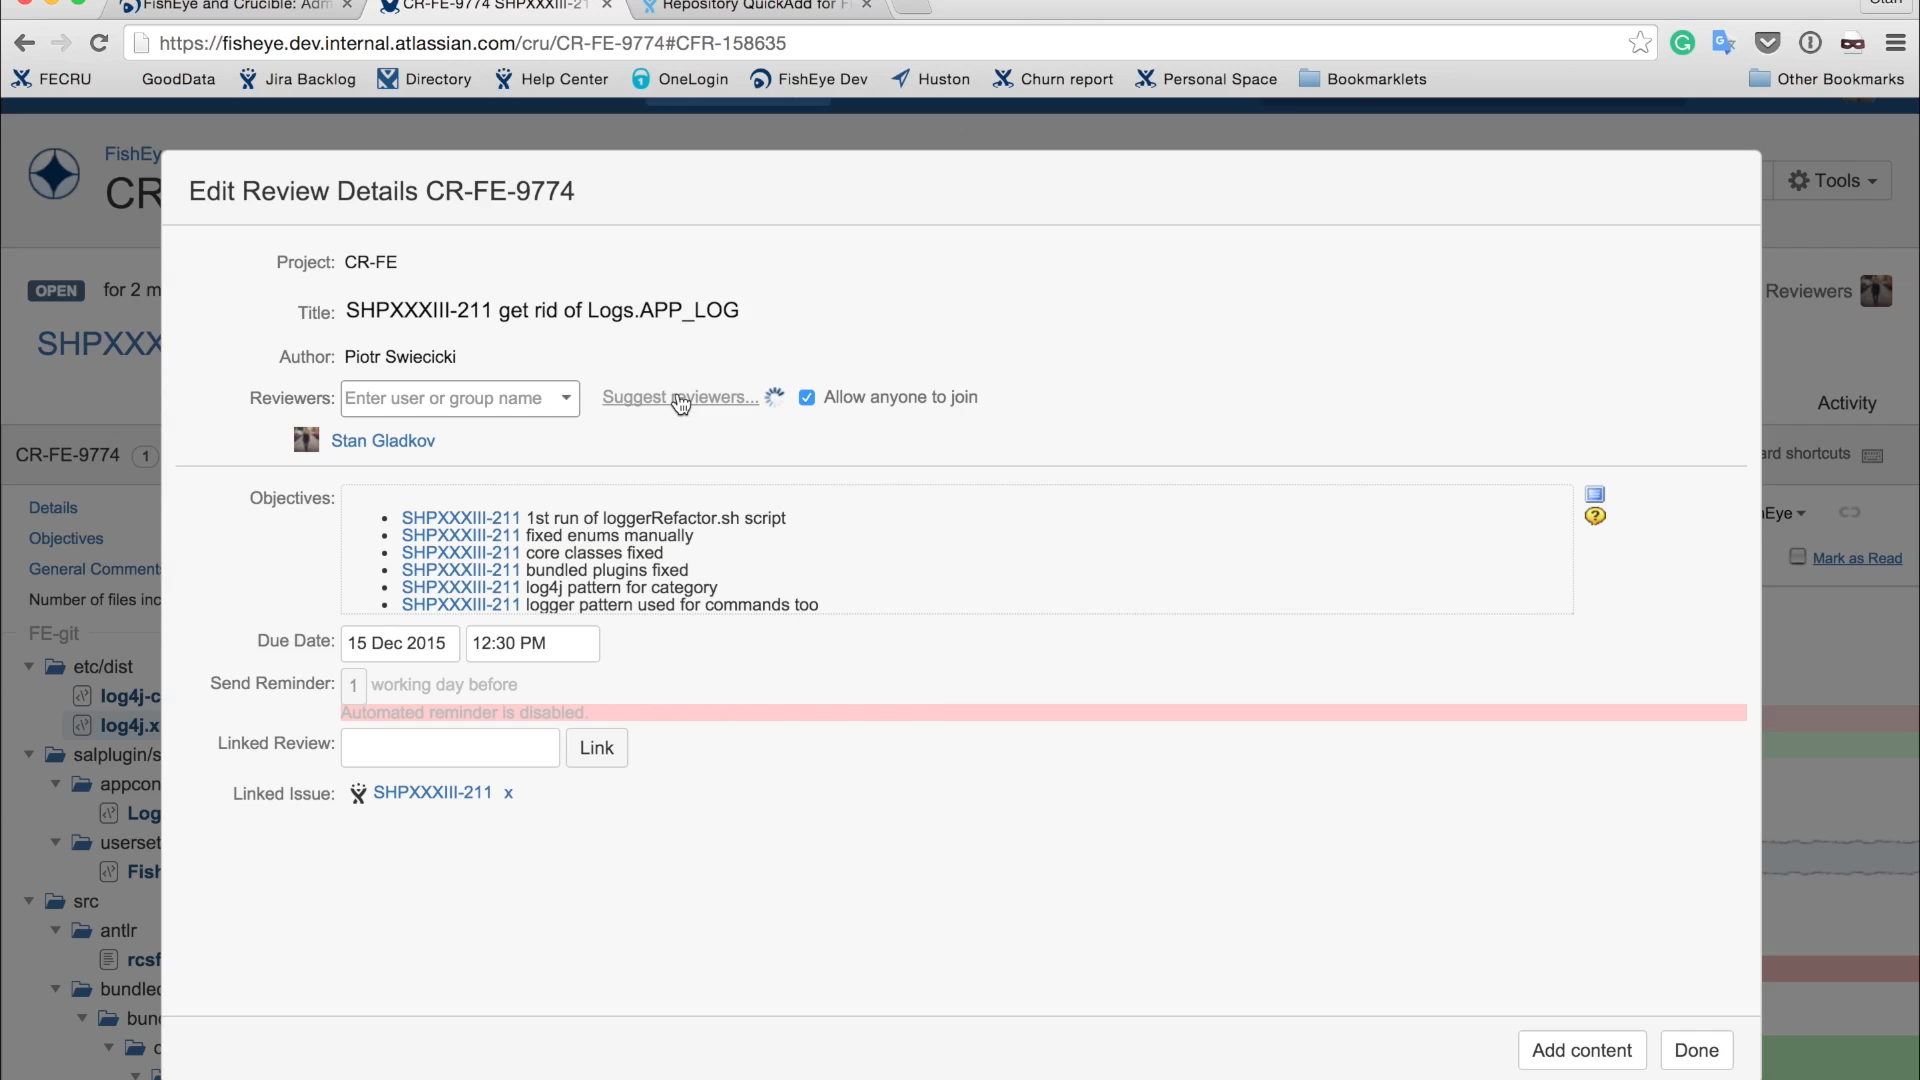 FishEye and Crucible: Adm ×
CR-FE-9774 SHPXXXIII-21 ×
Repository QuickAdd for F ×
Stan
https://fisheye.dev.internal.atlassian.com/cru/CR-FE-9774#CFR-158635
FECRU GoodData Jira Backlog Directory Help Center OneLogin FishEye Dev Huston Churn report Personal Space Bookmarklets Other Bookmarks
FishEy
CR
Tools
Edit Review Details CR-FE-9774
Project: CR-FE
OPEN for 2 m
Reviewers
Title: SHPXXXIII-211 get rid of Logs.APP_LOG
SHPXXX
Author: Piotr Swiecicki
Reviewers: Enter user or group name Suggest reviewers... Allow anyone to join
Activity
Stan Gladkov
CR-FE-9774 1
ard shortcuts
Objectives:
Details
Objectives
General Comment
Number of files inc
• SHPXXXIII-211 1st run of loggerRefactor.sh script
• SHPXXXIII-211 fixed enums manually
• SHPXXXIII-211 core classes fixed
• SHPXXXIII-211 bundled plugins fixed
• SHPXXXIII-211 log4j pattern for category
• SHPXXXIII-211 logger pattern used for commands too
Eye
Mark as Read
FE-git
Due Date: 15 Dec 2015 12:30 PM
etc/dist
Send Reminder: 1 working day before
log4j-c
Automated reminder is disabled.
log4j.x
Linked Review: Link
salplugin/s
appcon
Linked Issue: SHPXXXIII-211 x
Log
userset
Fish
src
antlr
rcsf
bundled
bun
c
Add content Done